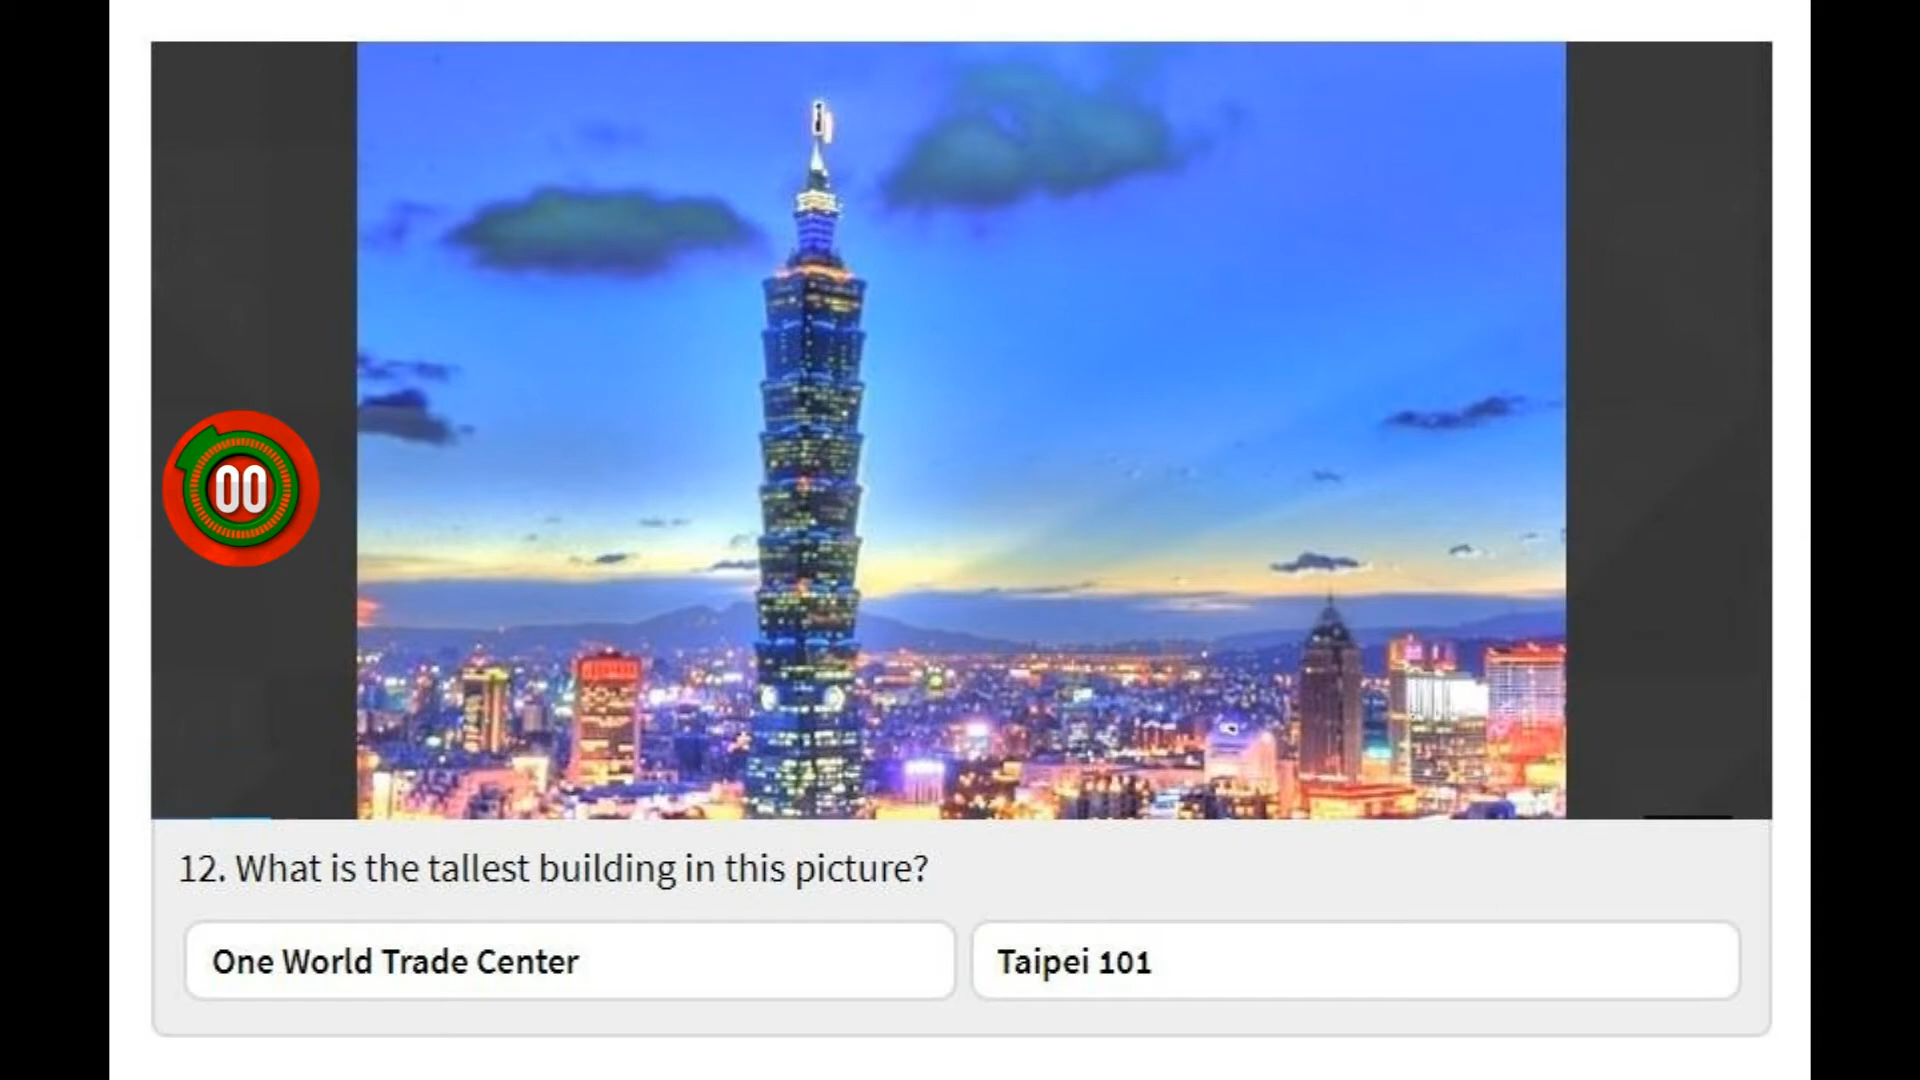 00
12. What is the tallest building in this picture?
One World Trade Center
Taipei 101